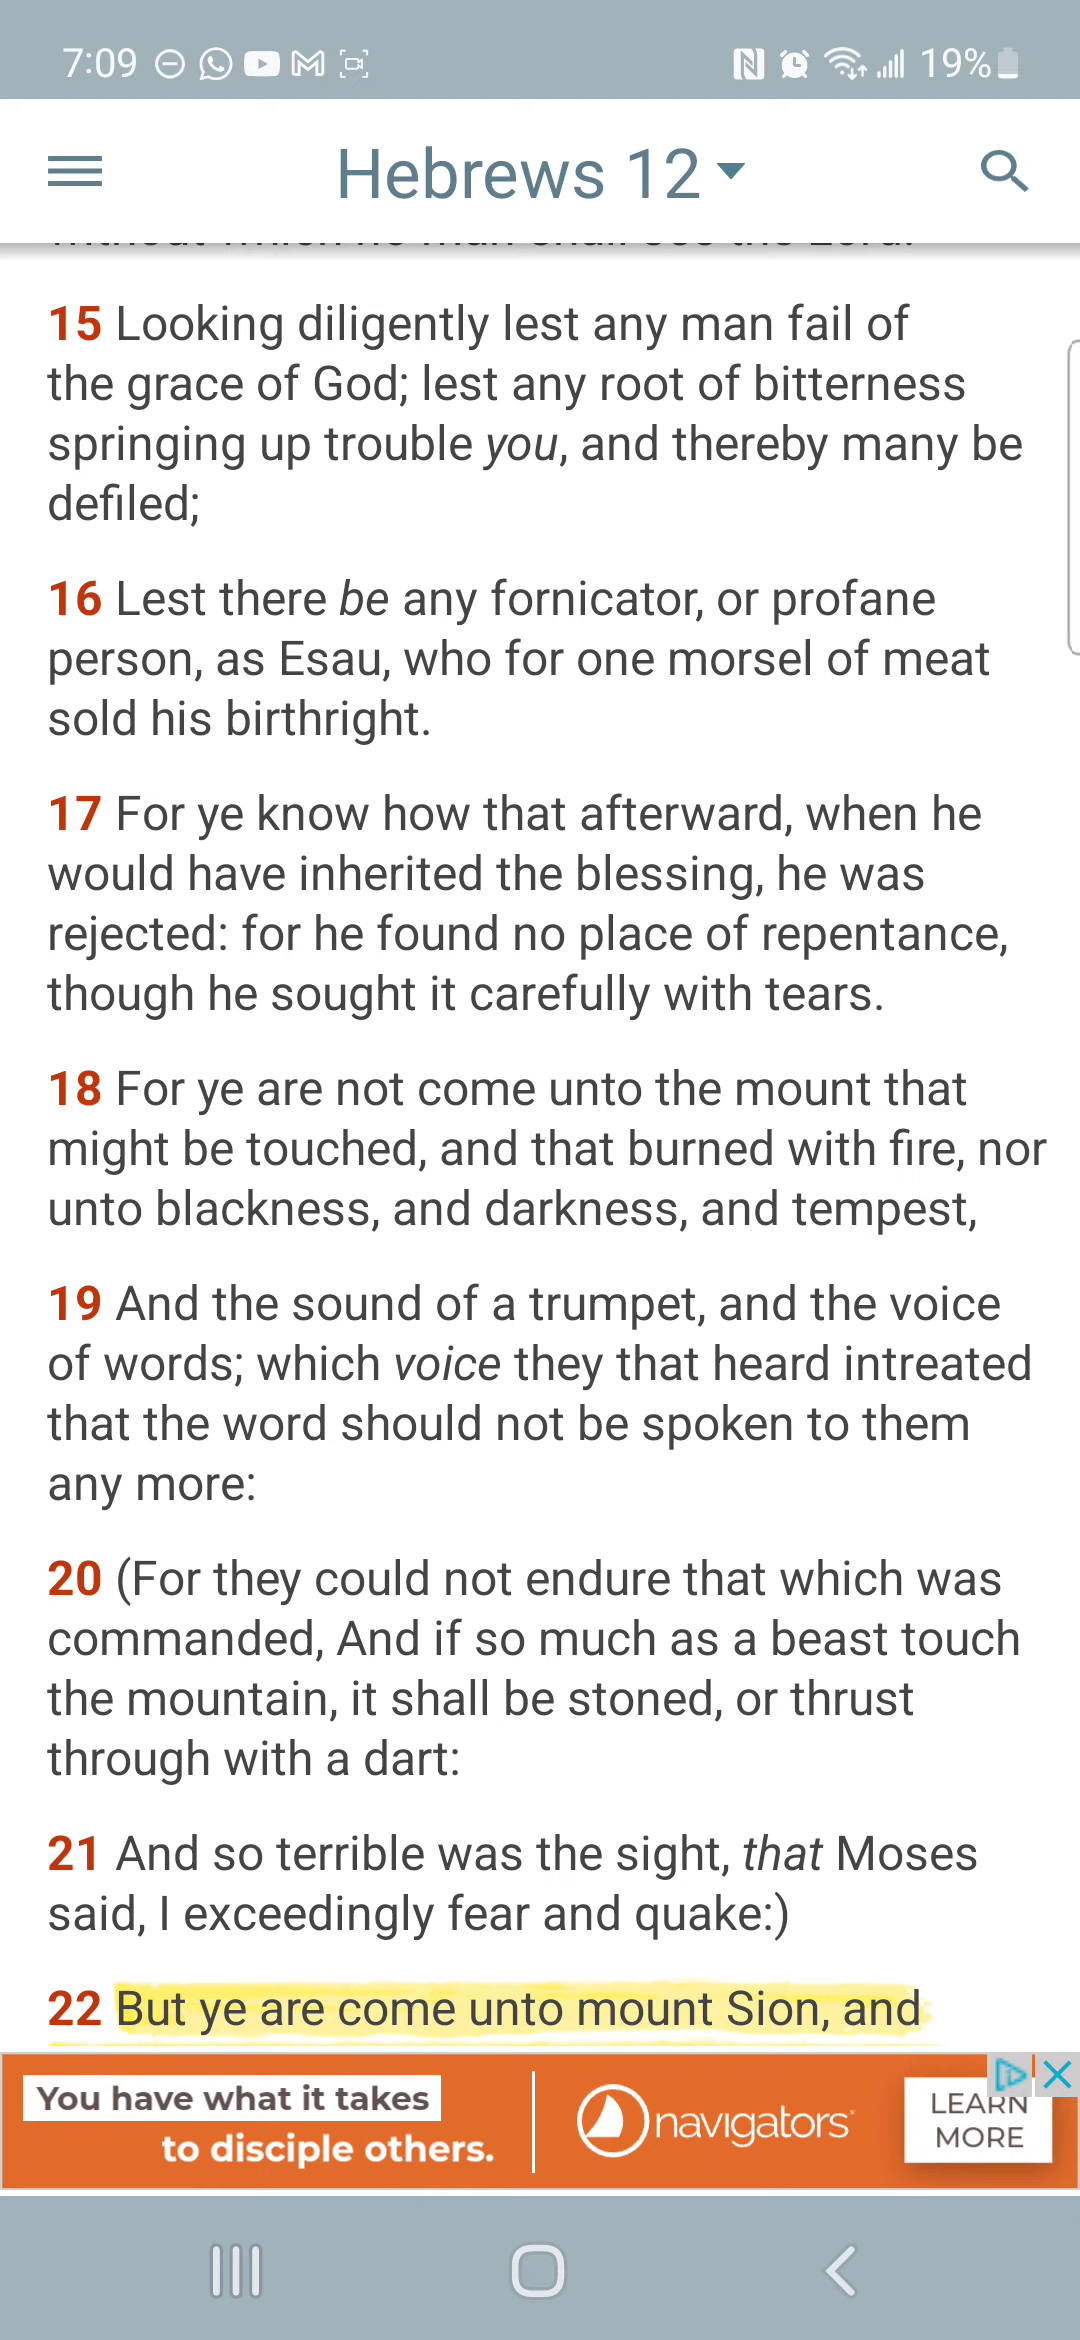 7:09
19%
Hebrews 12
15 Looking diligently lest any man fail of
the grace of God; lest any root of bitterness
springing up trouble you, and thereby many be
defiled;
16 Lest there be any fornicator, or profane
person, as Esau, who for one morsel of meat
sold his birthright.
17 For ye know how that afterward, when he
would have inherited the blessing, he was
rejected: for he found no place of repentance,
though he sought it carefully with tears.
18 For ye are not come unto the mount that
might be touched, and that burned with fire, nor
unto blackness, and darkness, and tempest,
19 And the sound of a trumpet, and the voice
of words; which voice they that heard intreated
that the word should not be spoken to them
any more:
20 (For they could not endure that which was
commanded, And if so much as a beast touch
the mountain, it shall be stoned, or thrust
through with a dart:
21 And so terrible was the sight, that Moses
said, I exceedingly fear and quake:)
22 But ye are come unto mount Sion, and
You have what it takes
to disciple others.
navigators
LEARN
MORE